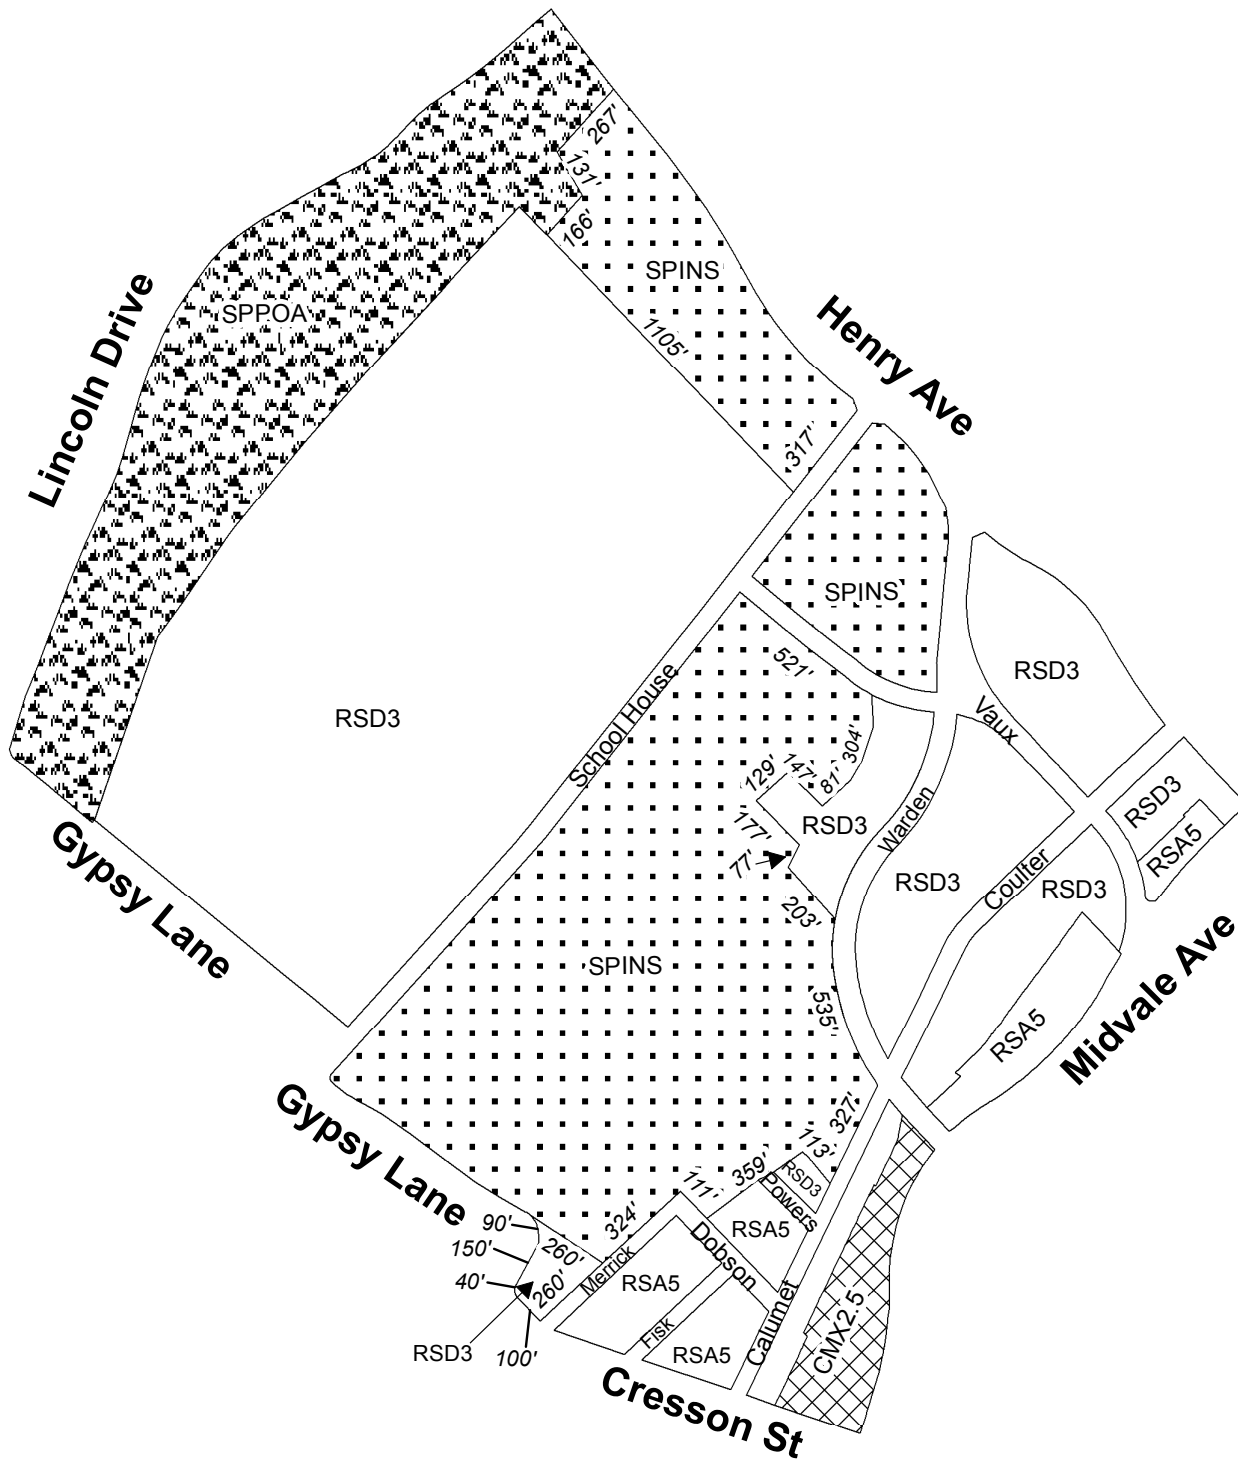 267'
131'
166'
SPINS
SPPOA
Lincoln Drive
1105'
Henry Ave
317'
SPINS
RSD3
521'
School House
RSD3
Vaux
304'
147'
129'
81'
RSD3
RSD3
177'
Warden
RSA5
77'
Gypsy Lane
RSD3
Coulter
RSD3
203'
SPINS
Midvale Ave
535'
RSA5
Gypsy Lane
327'
113'
359'
RSD3
111'
Powers
324'
90'
RSA5
Dobson
150'
260'
Merrick
40'
260'
RSA5
Calumet
CMX2.5
Fisk
RSD3
100'
RSA5
Cresson St